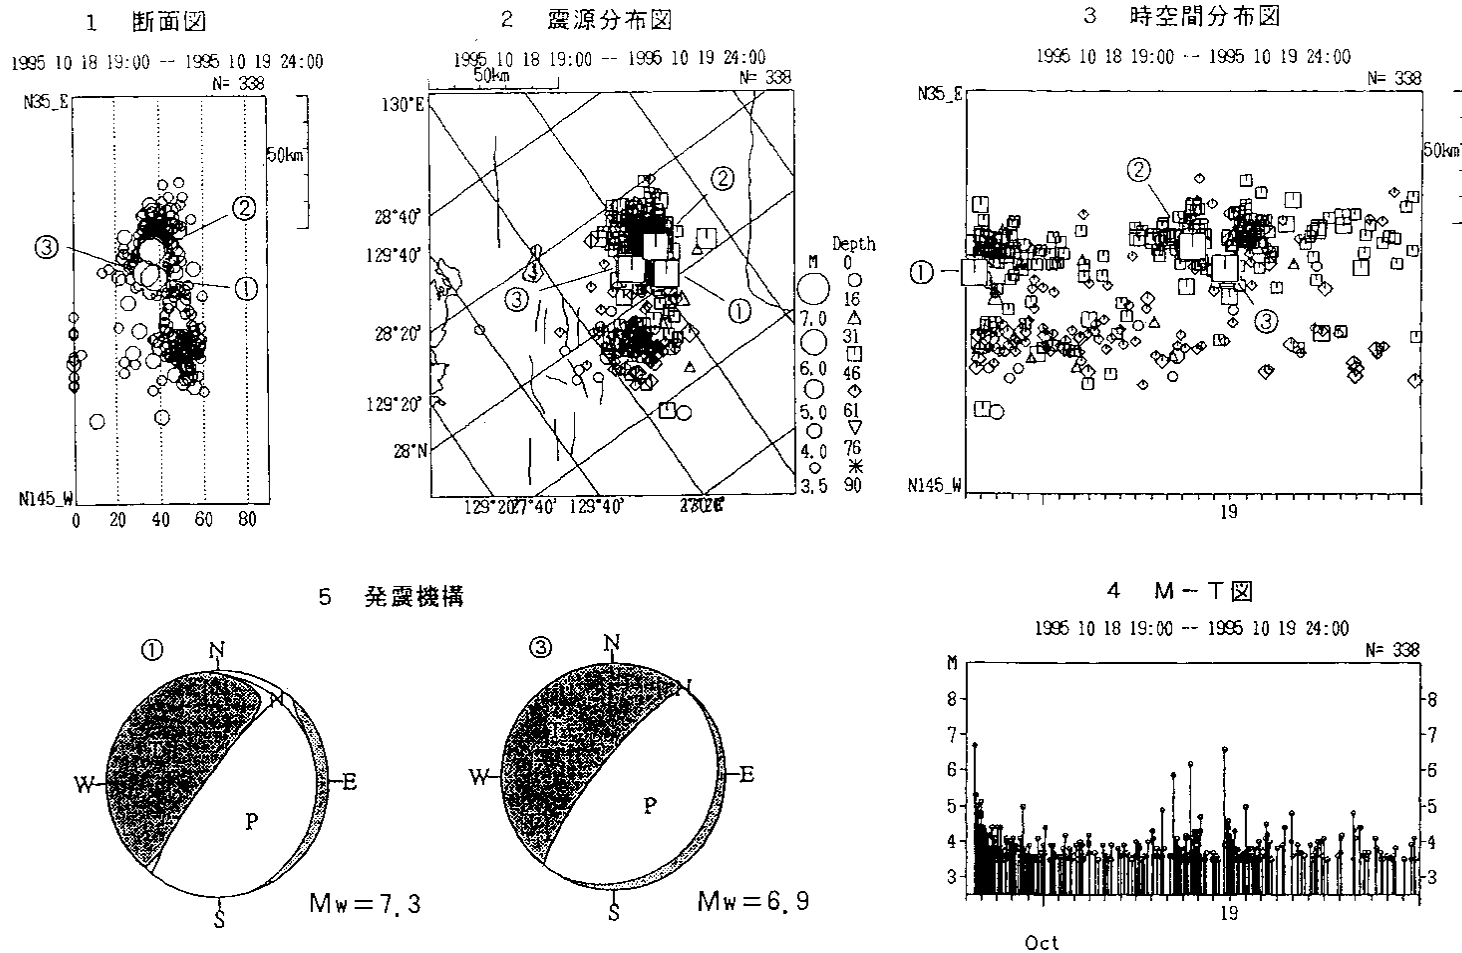 1 断面図
1995 10 18 19:00 -- 1995 10 19 24:00
N= 338
N35_E
50km
②
③
①
N145_W
0 20 40 60 80
2 震源分布図
1995 10 18 19:00 -- 1995 10 19 24:00
50km
N= 338
130°E
②
28°40'
129°40'
③
①
28°20'
129°20'
28°N
129°20' 27°40' 129°40'
Depth
M 0
16
7.0
31
6.0 46
5.0 61
4.0 76
3.5 90
3 時空間分布図
1995 10 18 19:00 -- 1995 10 19 24:00
N= 338
N35_E
50km
②
①
③
N145_W
19
5 発震機構
①
N
N
T
W E
P
S
Mw=7.3
③
N
N
T
W E
P
S
Mw=6.9
4 M-T図
1995 10 18 19:00 -- 1995 10 19 24:00
N= 338
M
8 8
7 7
6 6
5 5
4 4
3 3
19
Oct